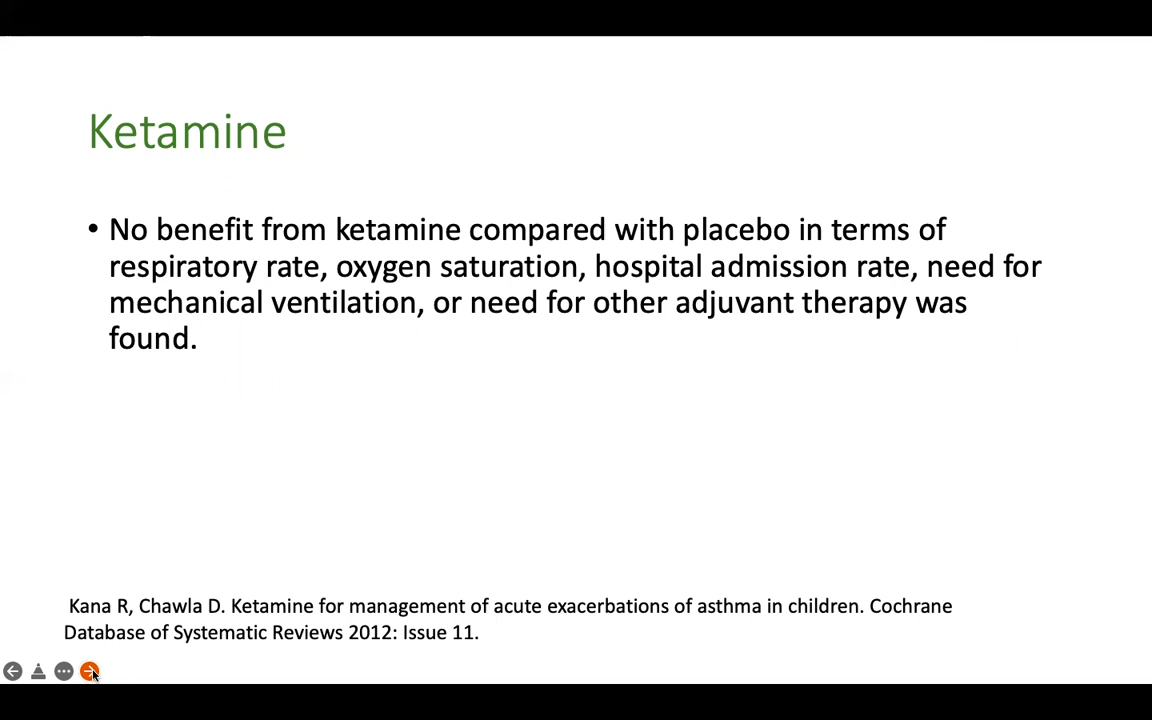 Ketamine
• No benefit from ketamine compared with placebo in terms of
respiratory rate, oxygen saturation, hospital admission rate, need for
mechanical ventilation, or need for other adjuvant therapy was
found.
Kana R, Chawla D. Ketamine for management of acute exacerbations of asthma in children. Cochrane
Database of Systematic Reviews 2012: Issue 11.